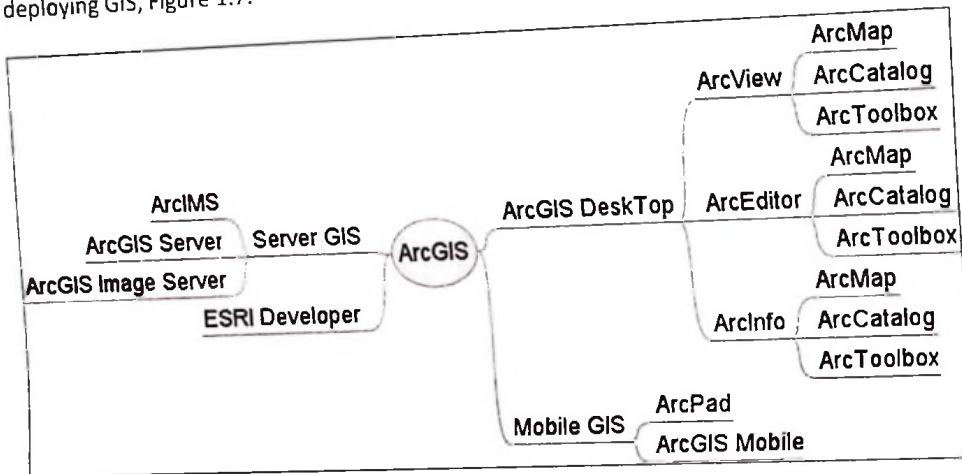 deploying GIS, Figure 1.7.
ArcMap
ArcView
ArcCatalog
ArcToolbox
ArcMap
ArcEditor
ArcCatalog
ArcToolbox
ArcMap
ArcInfo
ArcCatalog
ArcToolbox
ArcGIS DeskTop
ArcIMS
ArcGIS Server
ArcGIS Image Server
Server GIS
ArcGIS
ESRI Developer
Mobile GIS
ArcPad
ArcGIS Mobile